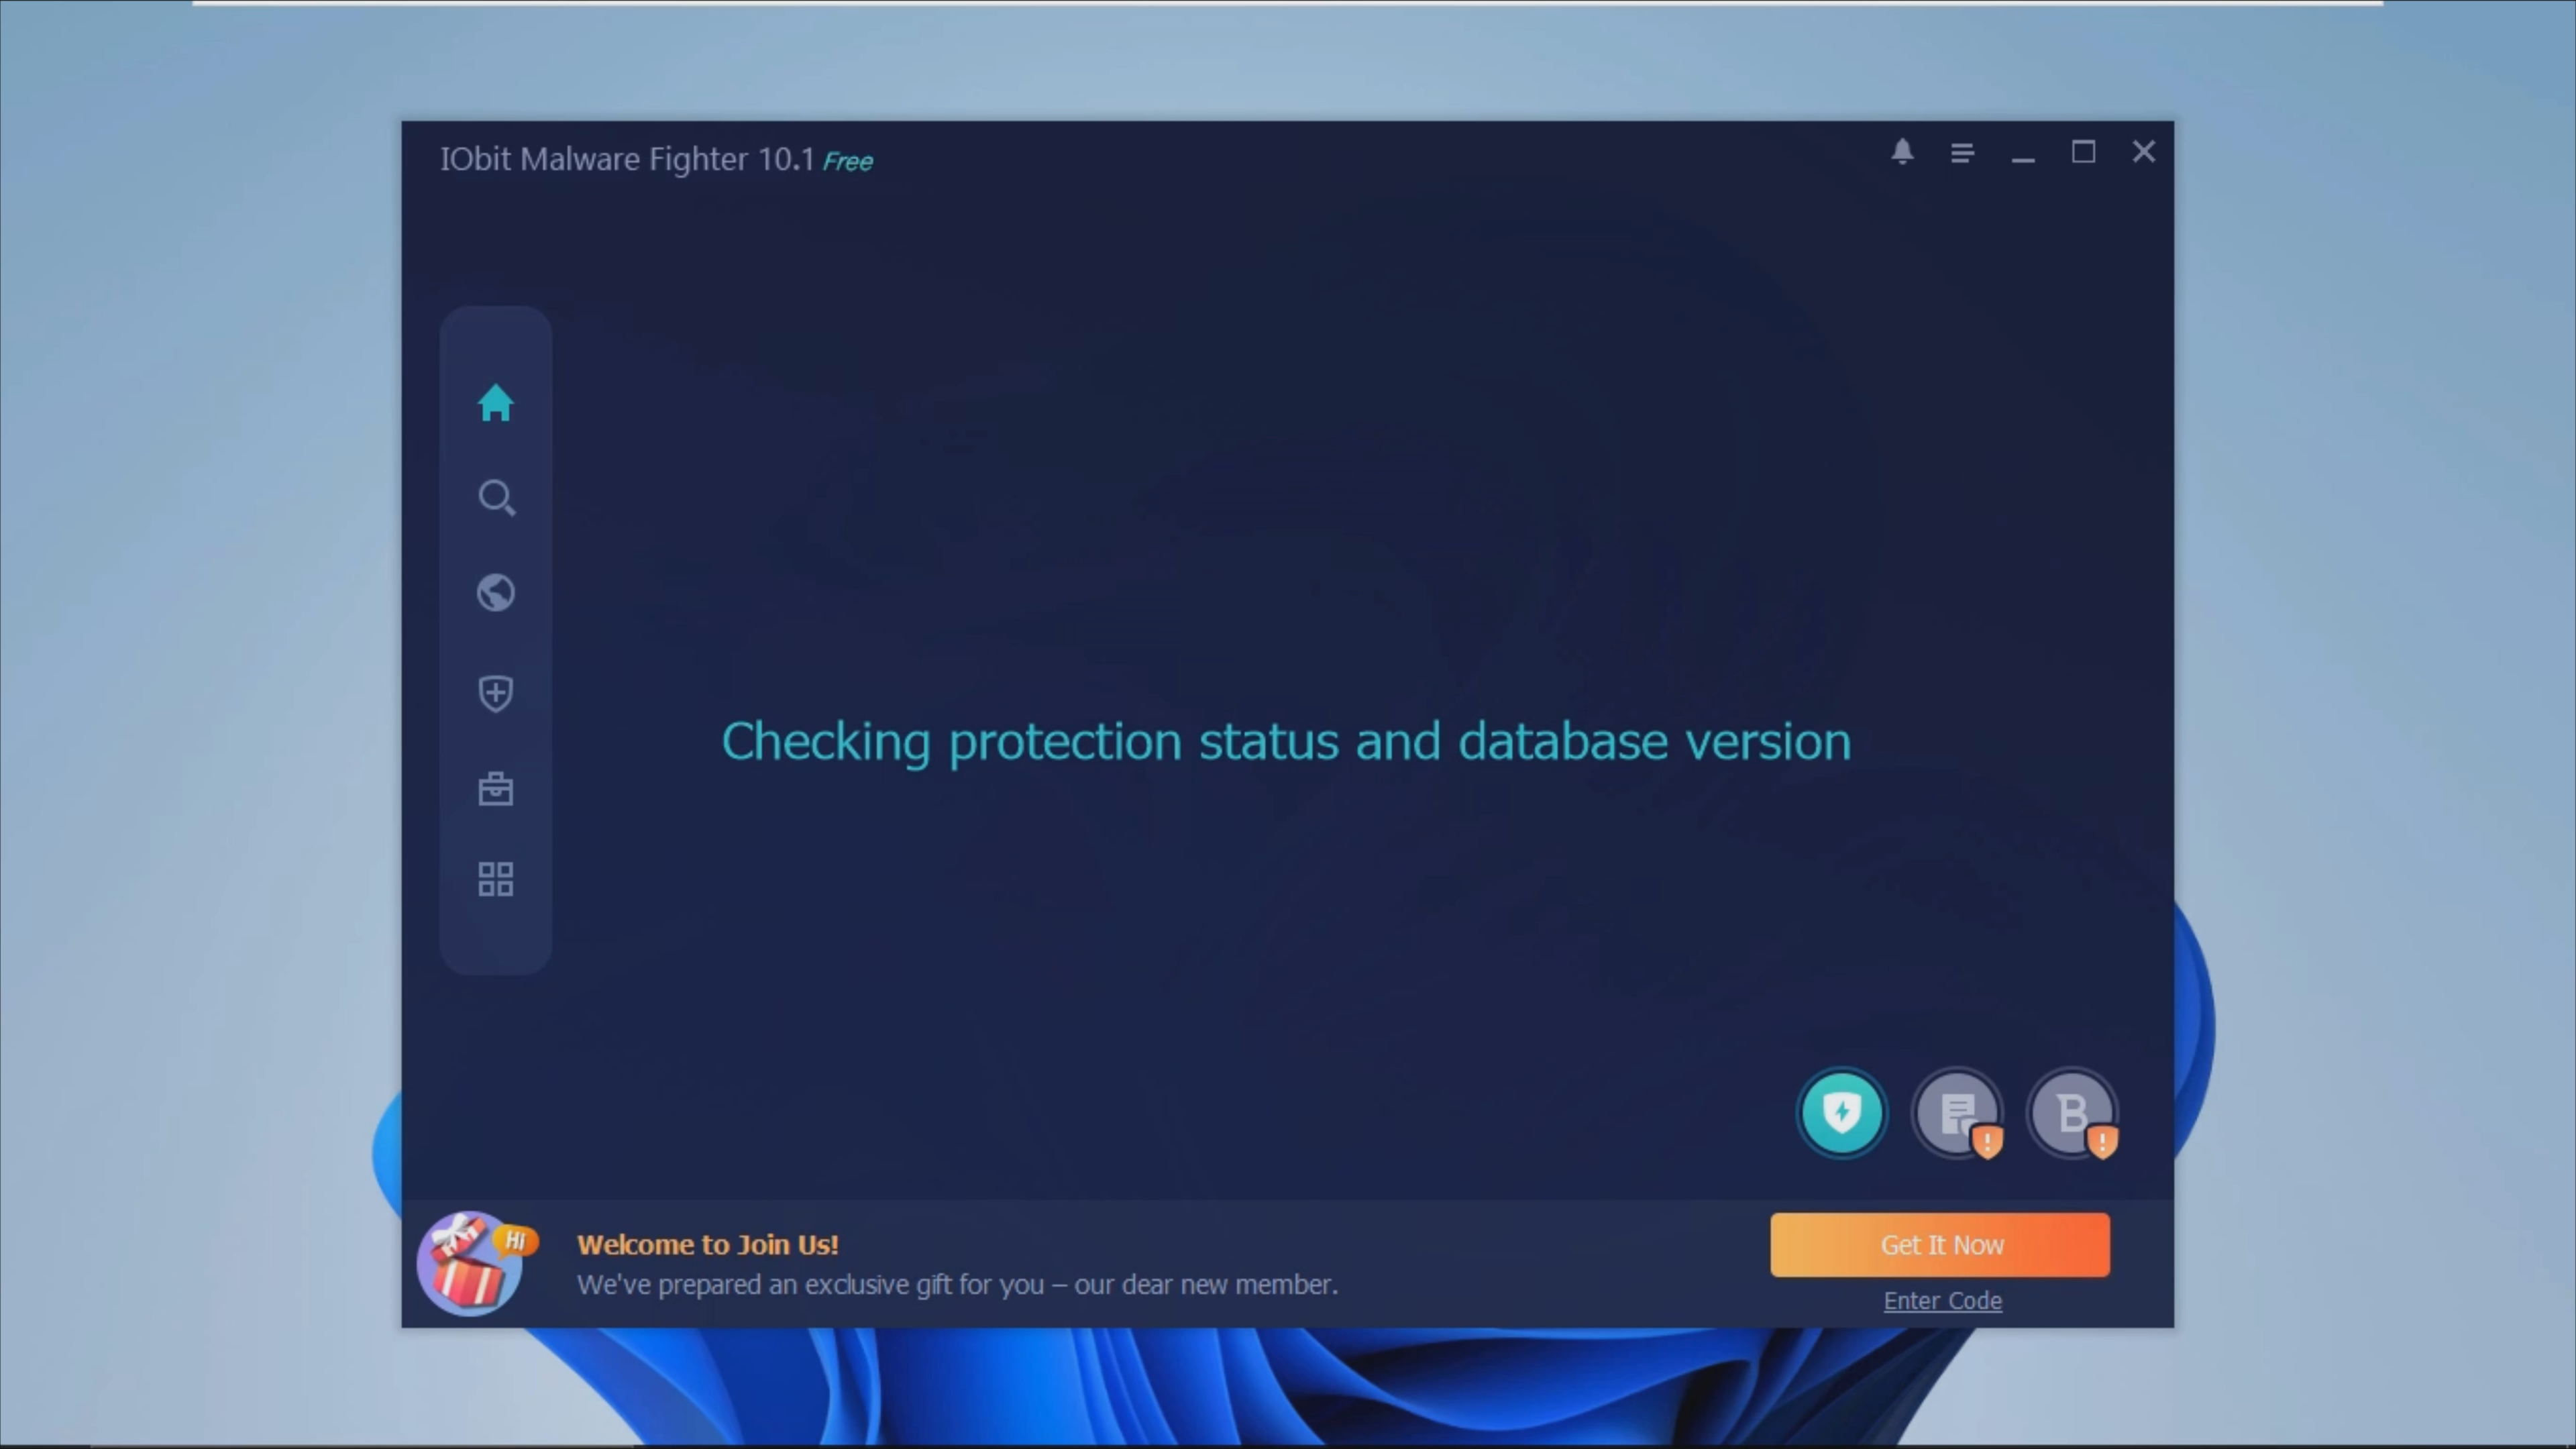 IObit Malware Fighter 10.1 Free
Checking protection status and database version
B
Hi
Welcome to Join Us!
We've prepared an exclusive gift for you – our dear new member.
Get It Now
Enter Code